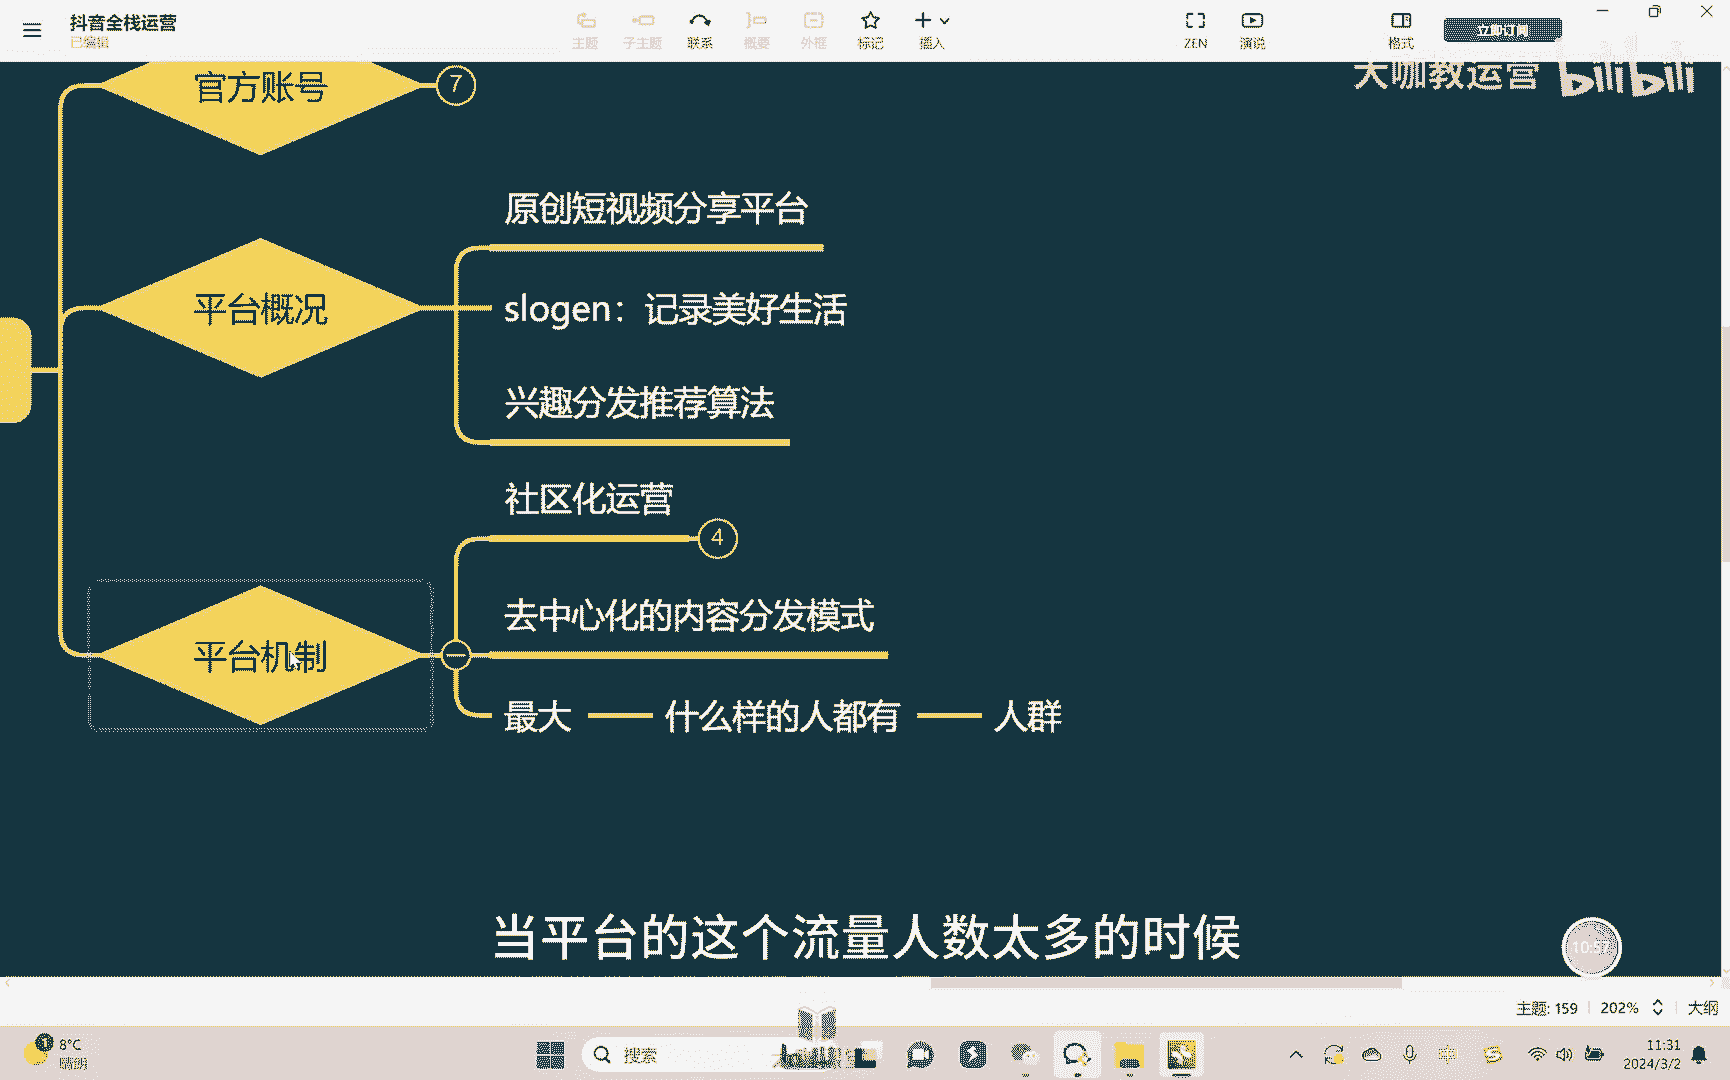 抖音全栈运营
已编辑
主题
子主题
联系
概要
外框
标记
插入
ZEN
演说
格式
立即订阅
大咖教运营 bilibili
官方账号
7
原创短视频分享平台
平台概况
slogen：记录美好生活
兴趣分发推荐算法
社区化运营
4
去中心化的内容分发模式
平台机制
最大
什么样的人都有
人群
当平台的这个流量人数太多的时候
主题: 159
202%
大纲
1
8°C
晴朗
搜索
中
11:31
2024/3/2